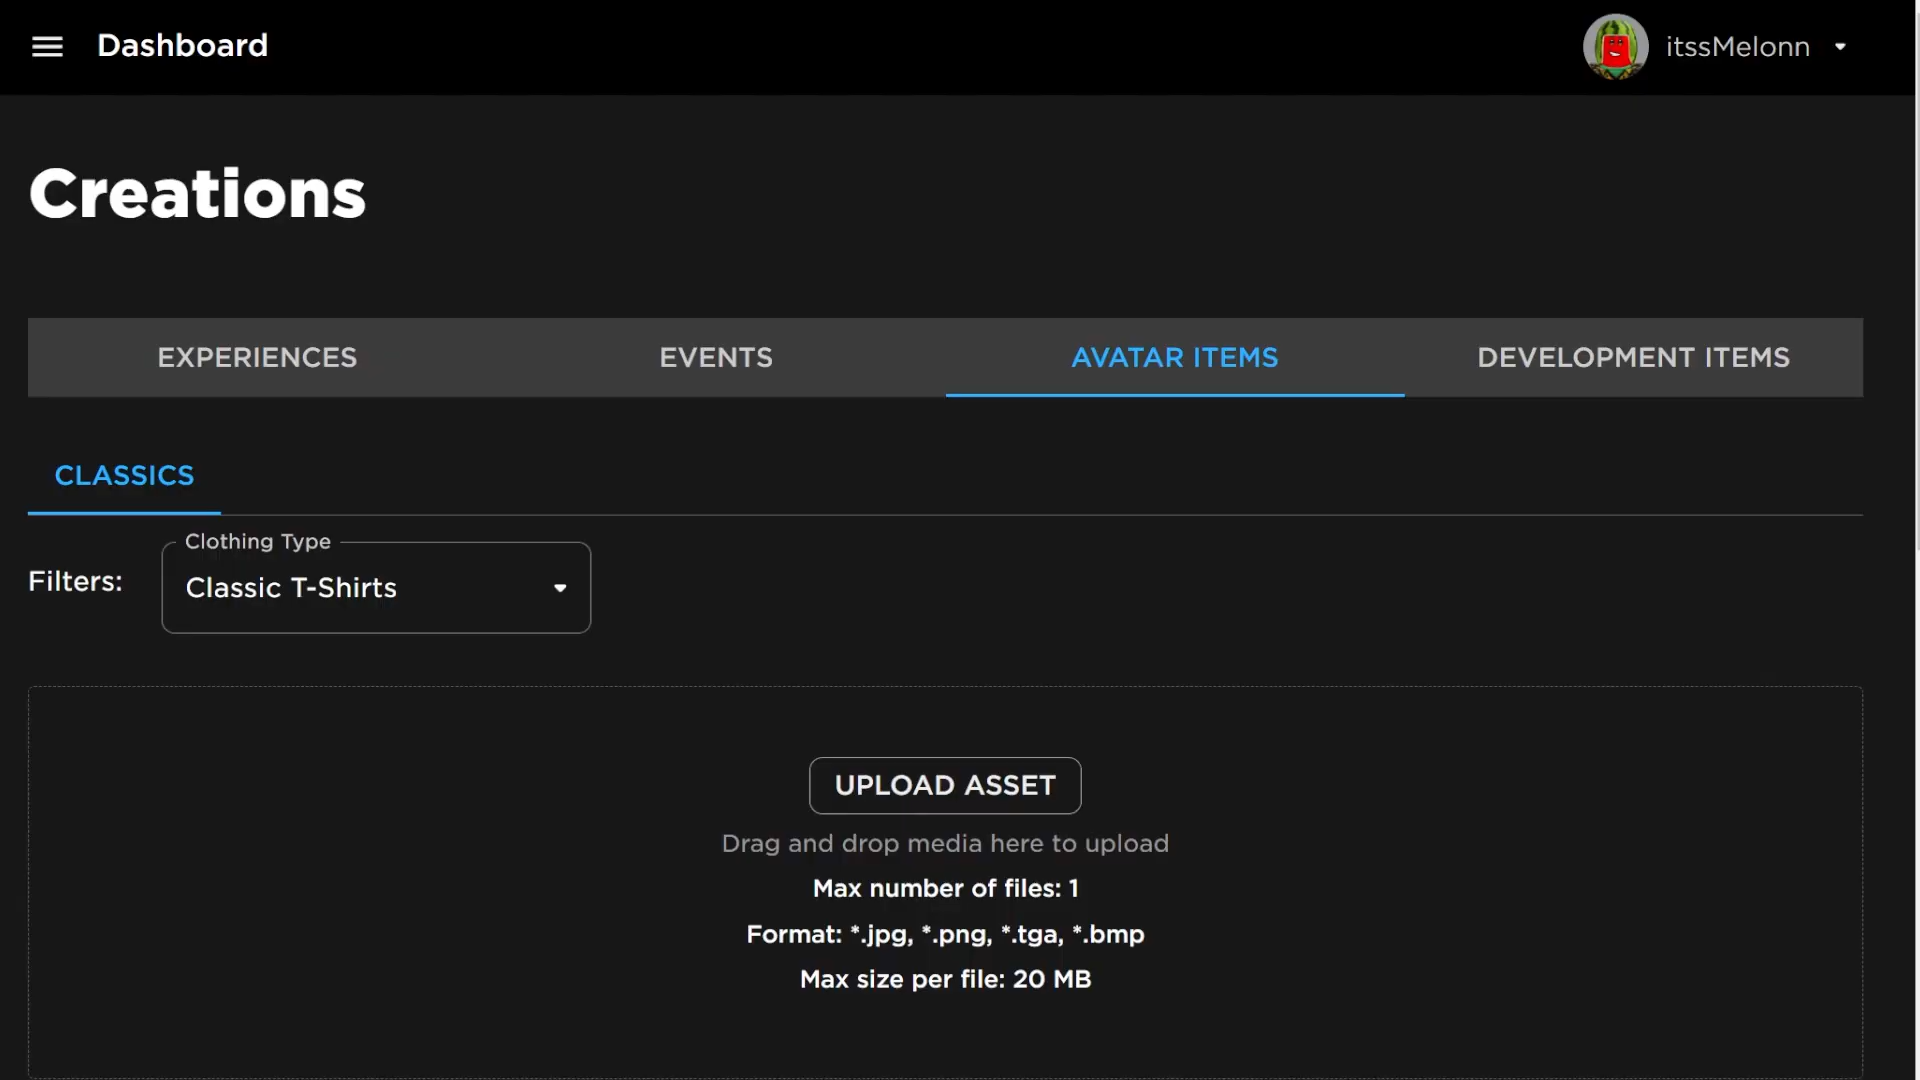 Dashboard
itssMelonn
Creations
EXPERIENCES
EVENTS
AVATAR ITEMS
DEVELOPMENT ITEMS
CLASSICS
Clothing Type
Filters:
Classic T-Shirts
UPLOAD ASSET
Drag and drop media here to upload
Max number of files: 1
Format: *.jpg, *.png, *.tga, *.bmp
Max size per file: 20 MB